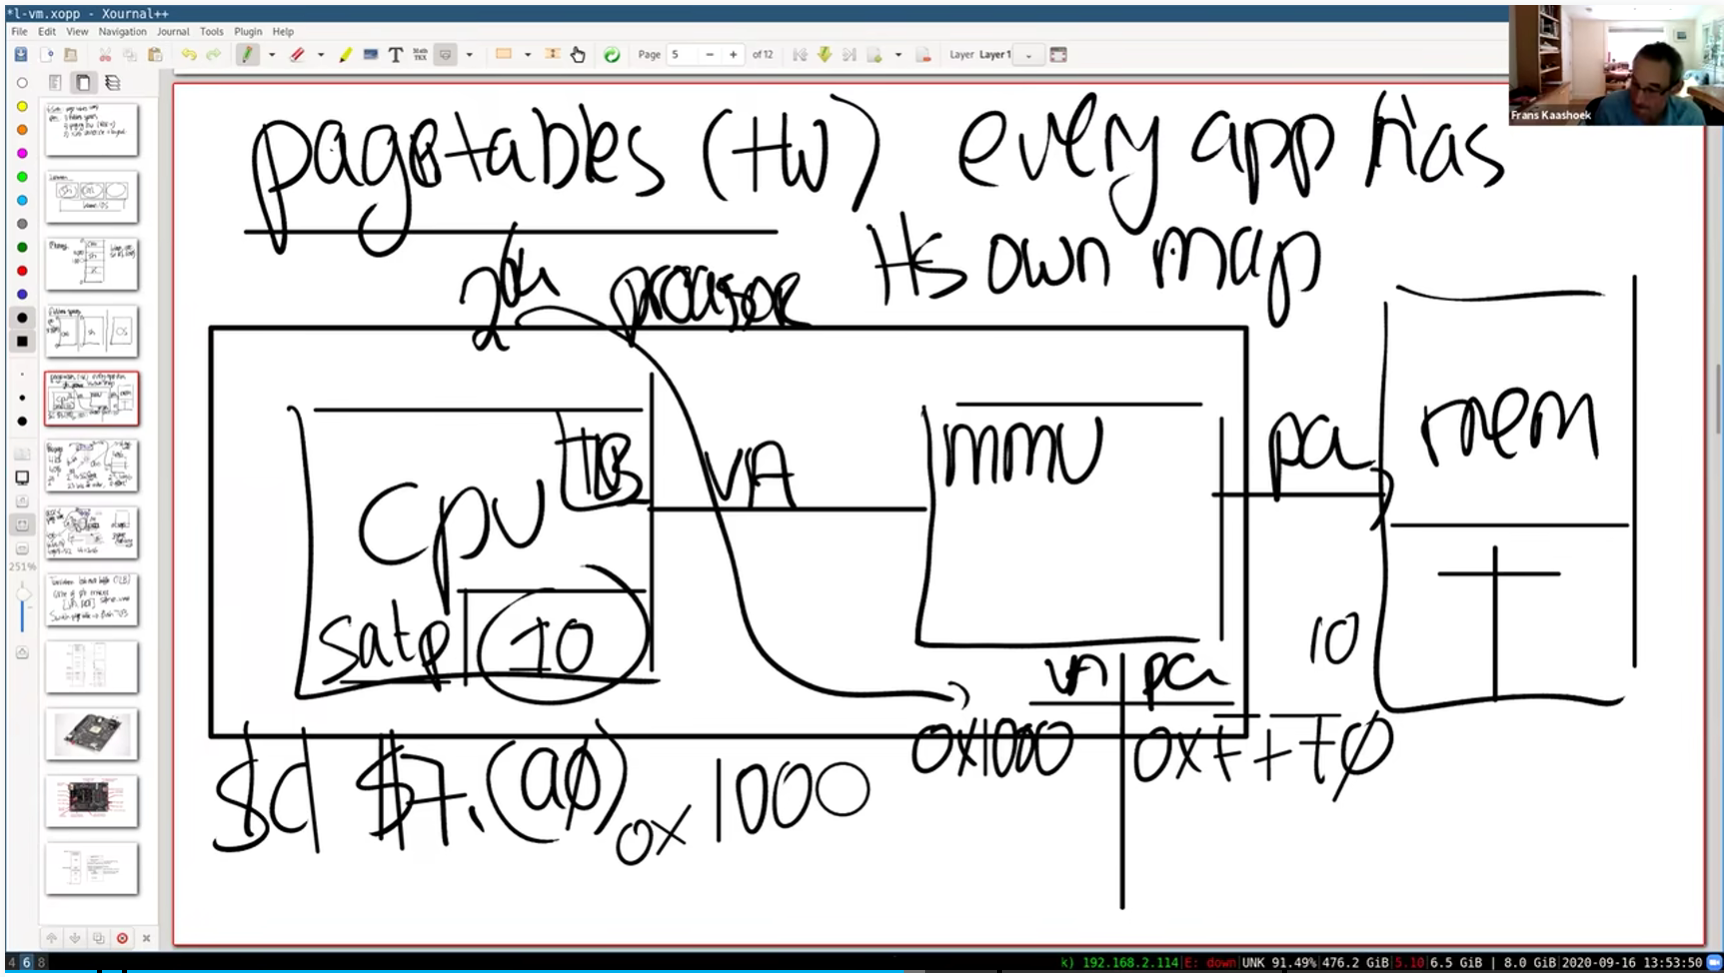 *l-vm.xopp - Xournal++
File Edit View Navigation Journal Tools Plugin Help
Page 5 of 12 Layer Layer 1
Frans Kaashoek
251%
pagetables (HW) every app has
its own map
processor
TLB
VA
MMU
pa
mem
CPU
satp 10
10
va pa
0x1000 0xFFF0
sd $7, (a0) 0x1000
4 6 8
k) 192.168.2.114 E: down UNK 91.49% 476.2 GiB 5.10 6.5 GiB | 8.0 GiB 2020-09-16 13:53:50